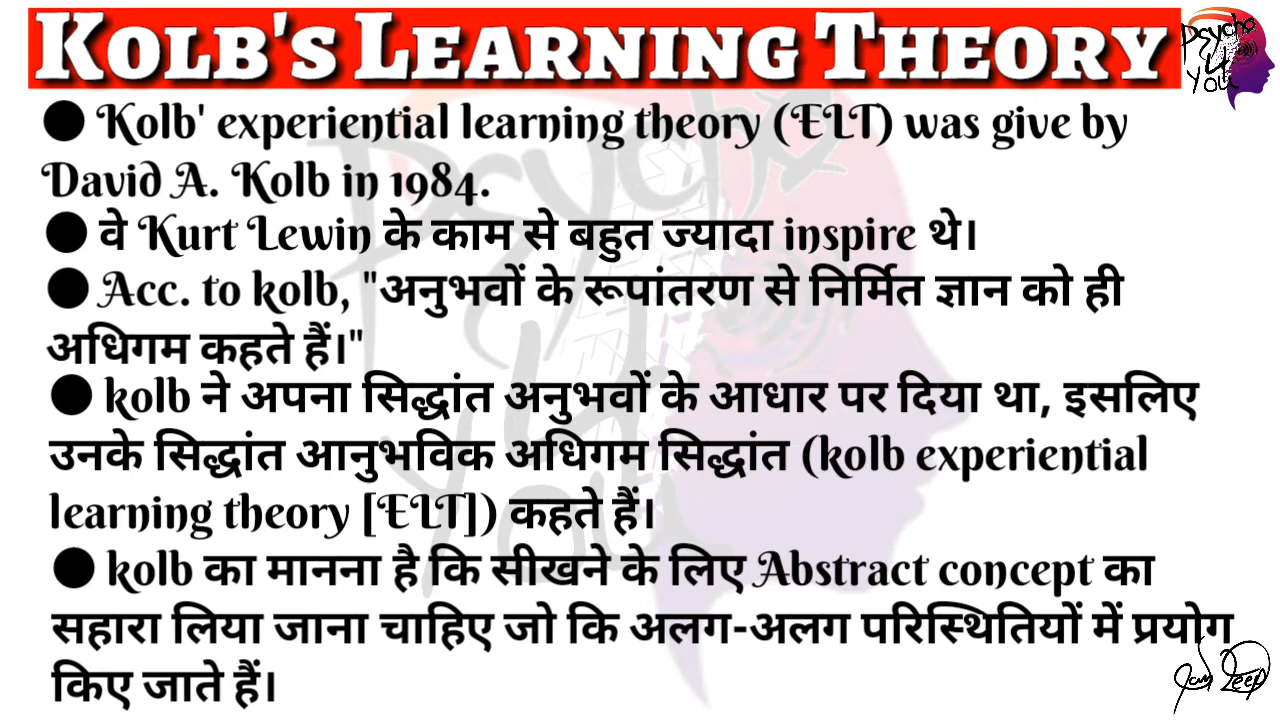 KOLB'S LEARNING THEORY
Psycho
4
You
● Kolb' experiential learning theory (ELT) was give by
David A. Kolb in 1984.
● वे Kurt Lewin के काम से बहुत ज्यादा inspire थे।
● Acc. to kolb, "अनुभवों के रूपांतरण से निर्मित ज्ञान को ही
अधिगम कहते हैं।"
● kolb ने अपना सिद्धांत अनुभवों के आधार पर दिया था, इसलिए
उनके सिद्धांत आनुभविक अधिगम सिद्धांत (kolb experiential
learning theory [ELT]) कहते हैं।
● kolb का मानना है कि सीखने के लिए Abstract concept का
सहारा लिया जाना चाहिए जो कि अलग-अलग परिस्थितियों में प्रयोग
किए जाते हैं।
Psycho
4
You